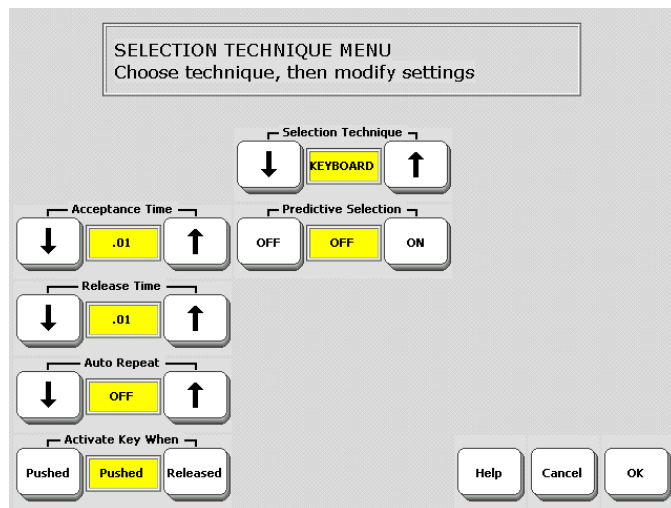 SELECTION TECHNIQUE MENU
Choose technique, then modify settings
Selection Technique
KEYBOARD
Acceptance Time
.01
Predictive Selection
OFF OFF ON
Release Time
.01
Auto Repeat
OFF
Activate Key When
Pushed Pushed Released
Help Cancel OK